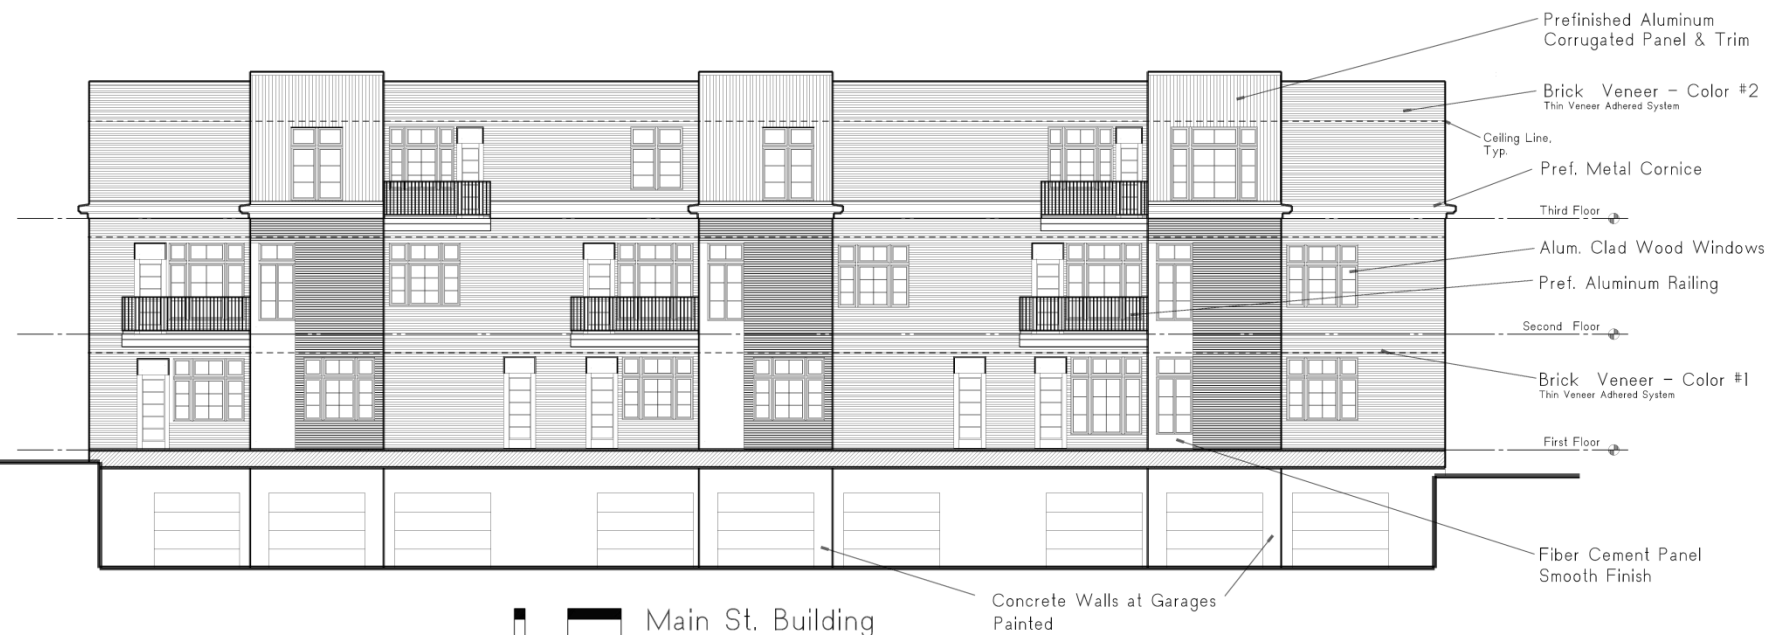 Prefinished Aluminum
Corrugated Panel & Trim
Brick Veneer - Color #2
Thin Veneer Adhered System
Ceiling Line,
Typ.
Pref. Metal Cornice
Third Floor
Alum. Clad Wood Windows
Pref. Aluminum Railing
Second Floor
Brick Veneer - Color #1
Thin Veneer Adhered System
First Floor
Fiber Cement Panel
Smooth Finish
Concrete Walls at Garages
Painted
Main St. Building